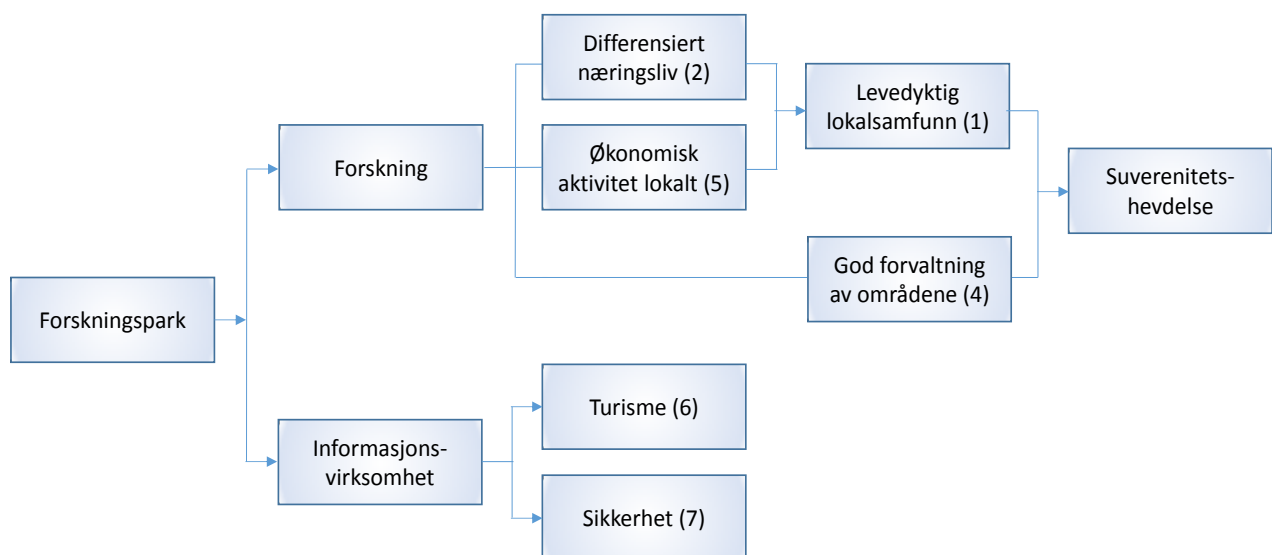 Differensiert
næringsliv (2)
Levedyktig
lokalsamfunn (1)
Forskning
Økonomisk
aktivitet lokalt (5)
Suverenitets-
hevdelse
God forvaltning
av områdene (4)
Forskningspark
Turisme (6)
Informasjons-
virksomhet
Sikkerhet (7)